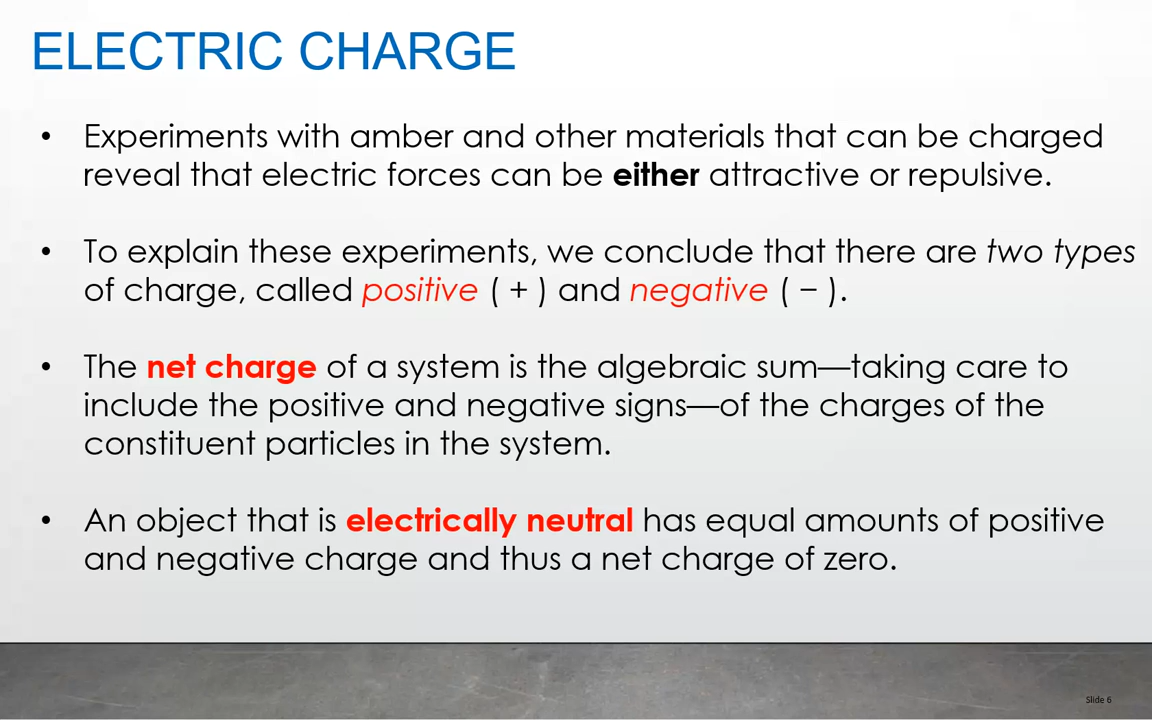 ELECTRIC CHARGE
• Experiments with amber and other materials that can be charged
reveal that electric forces can be either attractive or repulsive.
• To explain these experiments, we conclude that there are two types
of charge, called positive ( + ) and negative ( − ).
• The net charge of a system is the algebraic sum—taking care to
include the positive and negative signs—of the charges of the
constituent particles in the system.
• An object that is electrically neutral has equal amounts of positive
and negative charge and thus a net charge of zero.
Slide 6